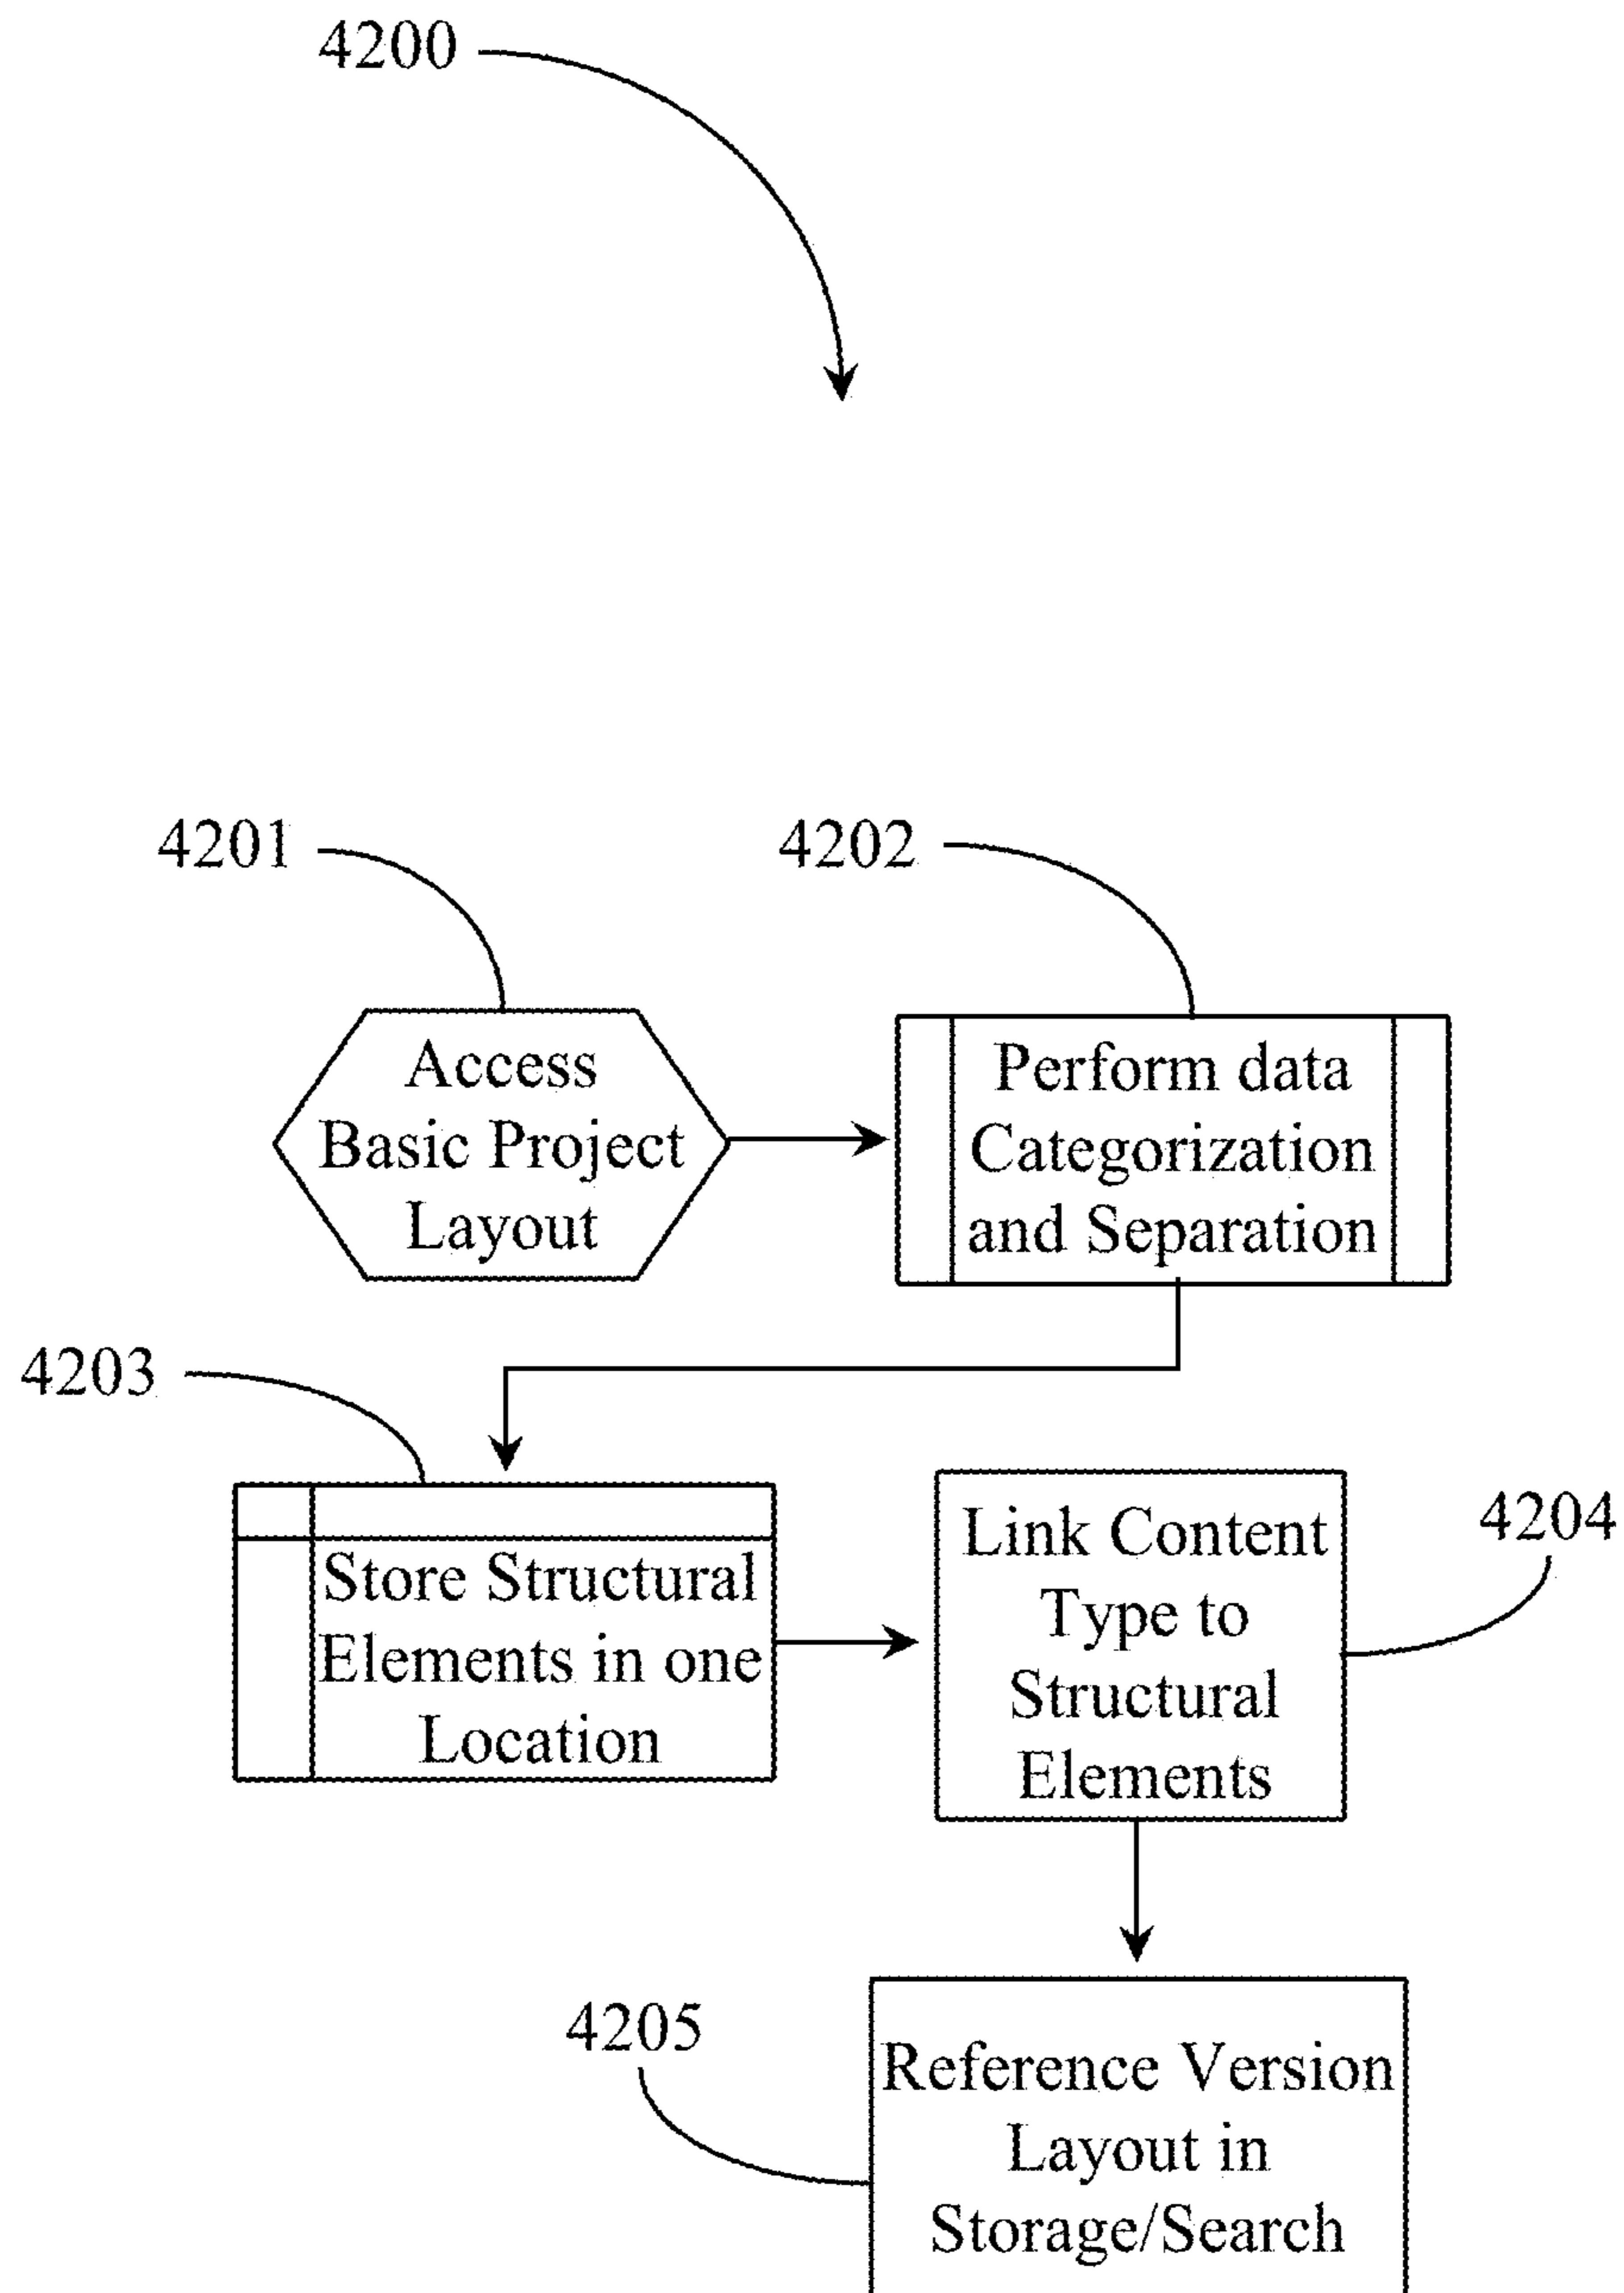 4200
4201
4202
Access
Basic Project
Layout
Perform data
Categorization
and Separation
4203
Store Structural
Elements in one
Location
Link Content
Type to
Structural
Elements
4204
4205
Reference Version
Layout in
Storage/Search